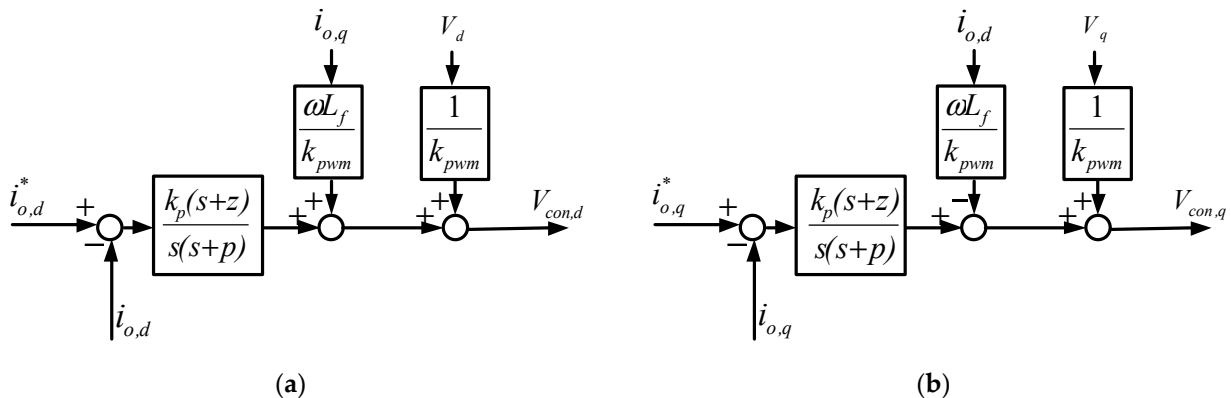 i_{o,q} V_d i_{o,d} V_q
ωL_f 1 ωL_f 1
k_{pwm} k_{pwm} k_{pwm} k_{pwm}
i^*_{o,d} + k_p(s+z) + + + + V_{con,d} i^*_{o,q} + k_p(s+z) + − + + V_{con,q}
− s(s+p) − s(s+p)
i_{o,d} i_{o,q}
(a) (b)